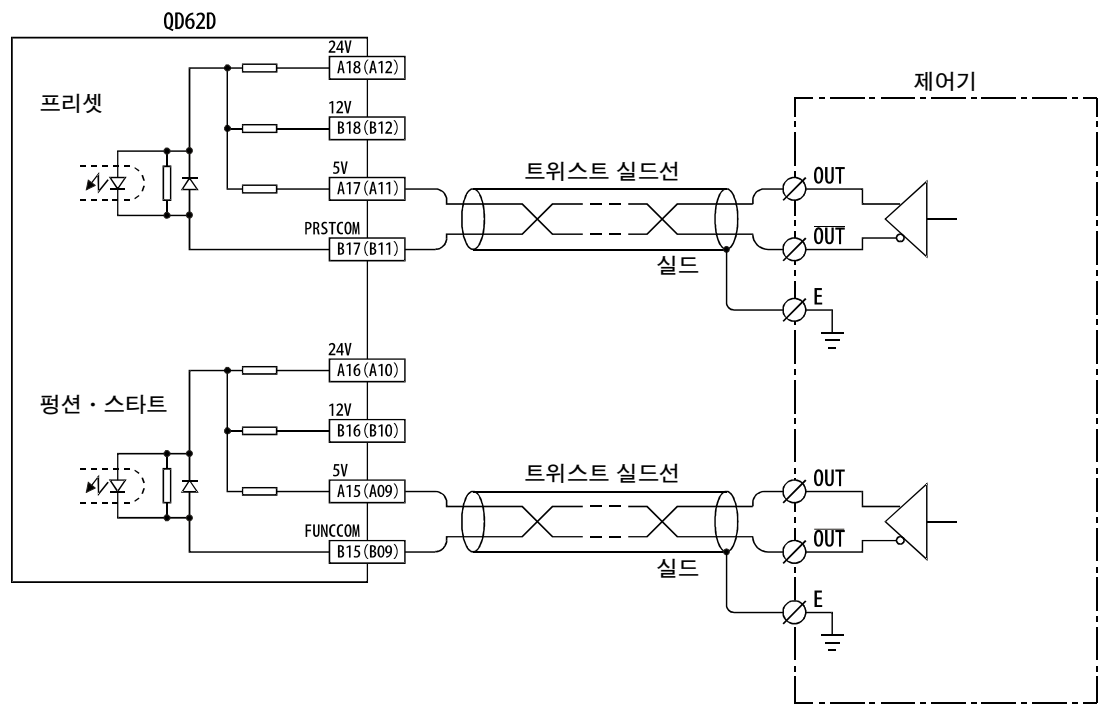 QD62D
24V
A18(A12)
제어기
프리셋
12V
B18(B12)
5V
A17(A11)
트위스트 실드선
OUT
PRSTCOM
B17(B11)
O̅U̅T̅
실드
E
24V
A16(A10)
펑션·스타트
12V
B16(B10)
5V
A15(A09)
트위스트 실드선
OUT
FUNCCOM
B15(B09)
O̅U̅T̅
실드
E